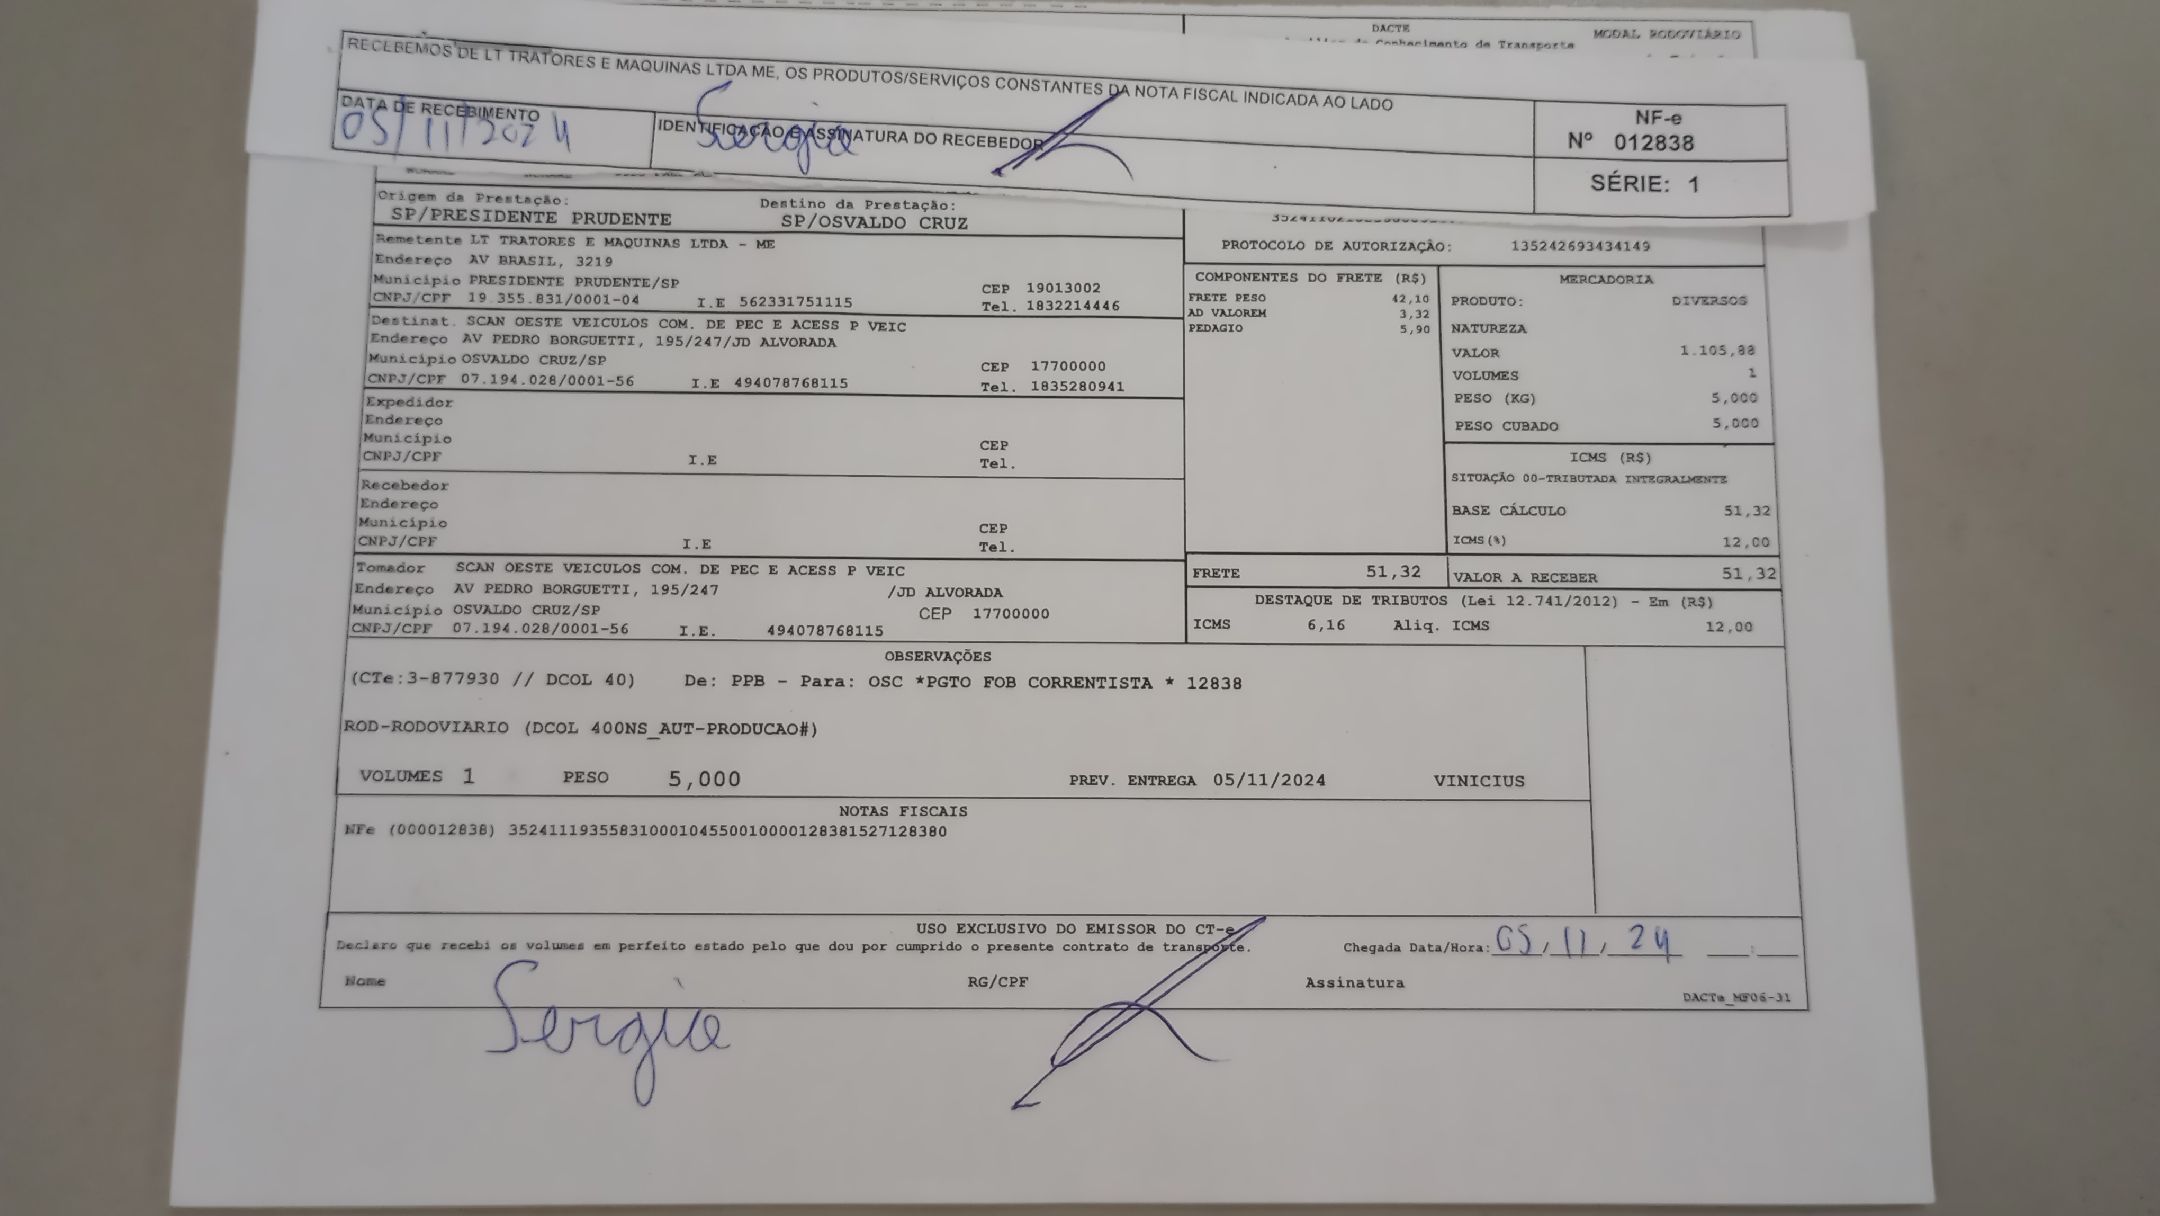 DACTE
Conhecimento de Transporte
MODAL RODOVIÁRIO
RECEBEMOS DE LT TRATORES E MAQUINAS LTDA ME, OS PRODUTOS/SERVIÇOS CONSTANTES DA NOTA FISCAL INDICADA AO LADO
DATA DE RECEBIMENTO
05/11/2024
IDENTIFICAÇÃO E ASSINATURA DO RECEBEDOR
Sergio
NF-e
Nº 012838
SÉRIE: 1
Origem da Prestação:
SP/PRESIDENTE PRUDENTE
Destino da Prestação:
SP/OSVALDO CRUZ
PROTOCOLO DE AUTORIZAÇÃO: 135242693434149
Remetente LT TRATORES E MAQUINAS LTDA - ME
Endereço AV BRASIL, 3219
Município PRESIDENTE PRUDENTE/SP CEP 19013002
CNPJ/CPF 19.355.831/0001-04 I.E 562331751115 Tel. 1832214446
Destinat. SCAN OESTE VEICULOS COM. DE PEC E ACESS P VEIC
Endereço AV PEDRO BORGUETTI, 195/247/JD ALVORADA
Município OSVALDO CRUZ/SP CEP 17700000
CNPJ/CPF 07.194.028/0001-56 I.E 494078768115 Tel. 1835280941
Expedidor
Endereço
Município CEP
CNPJ/CPF I.E Tel.
Recebedor
Endereço
Município CEP
CNPJ/CPF I.E Tel.
Tomador SCAN OESTE VEICULOS COM. DE PEC E ACESS P VEIC
Endereço AV PEDRO BORGUETTI, 195/247 /JD ALVORADA
Município OSVALDO CRUZ/SP CEP 17700000
CNPJ/CPF 07.194.028/0001-56 I.E. 494078768115
COMPONENTES DO FRETE (R$)
FRETE PESO 42,10
AD VALOREM 3,32
PEDAGIO 5,90
MERCADORIA
PRODUTO: DIVERSOS
NATUREZA
VALOR 1.105,88
VOLUMES 1
PESO (KG) 5,000
PESO CUBADO 5,000
ICMS (R$)
SITUAÇÃO 00-TRIBUTADA INTEGRALMENTE
BASE CÁLCULO 51,32
ICMS(%) 12,00
FRETE 51,32
VALOR A RECEBER 51,32
DESTAQUE DE TRIBUTOS (Lei 12.741/2012) - Em (R$)
ICMS 6,16 Aliq. ICMS 12,00
OBSERVAÇÕES
(CTe:3-877930 // DCOL 40) De: PPB - Para: OSC *PGTO FOB CORRENTISTA * 12838
ROD-RODOVIARIO (DCOL 400NS_AUT-PRODUCAO#)
VOLUMES 1 PESO 5,000 PREV. ENTREGA 05/11/2024 VINICIUS
NOTAS FISCAIS
NFe (000012838) 35241119355831000104550010000128381527128380
USO EXCLUSIVO DO EMISSOR DO CT-e
Declaro que recebi os volumes em perfeito estado pelo que dou por cumprido o presente contrato de transporte.
Chegada Data/Hora: 05/11/24 __:__
Nome RG/CPF Assinatura
Sergio
DACTe_MF06-31